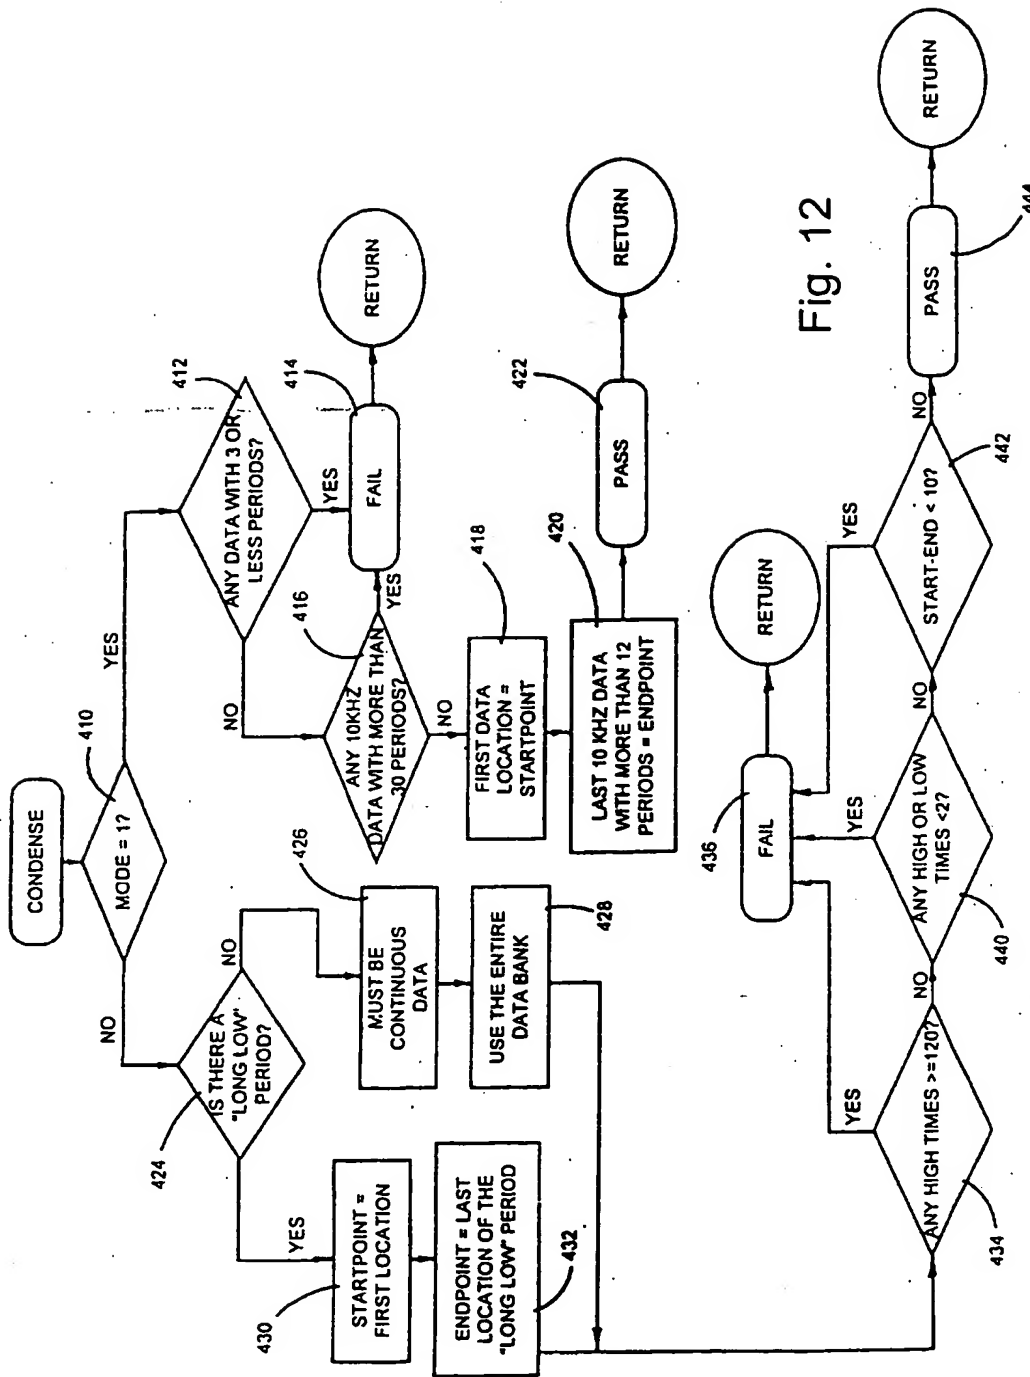 CONDENSE
410
MODE = 1?
YES
NO
412
ANY DATA WITH 3 OR
LESS PERIODS?
YES
NO
414
FAIL
RETURN
416
ANY 10KHZ
DATA WITH MORE THAN
30 PERIODS?
YES
NO
418
FIRST DATA
LOCATION =
STARTPOINT
420
LAST 10 KHZ DATA
WITH MORE THAN 12
PERIODS = ENDPOINT
422
PASS
RETURN
424
IS THERE A
"LONG LOW"
PERIOD?
NO
YES
426
MUST BE
CONTINUOUS
DATA
428
USE THE ENTIRE
DATA BANK
430
STARTPOINT =
FIRST LOCATION
432
ENDPOINT = LAST
LOCATION OF THE
"LONG LOW" PERIOD
434
ANY HIGH TIMES >=120?
YES
NO
436
FAIL
RETURN
440
ANY HIGH OR LOW
TIMES <2?
YES
NO
442
START-END < 10?
YES
NO
444
PASS
RETURN
Fig. 12